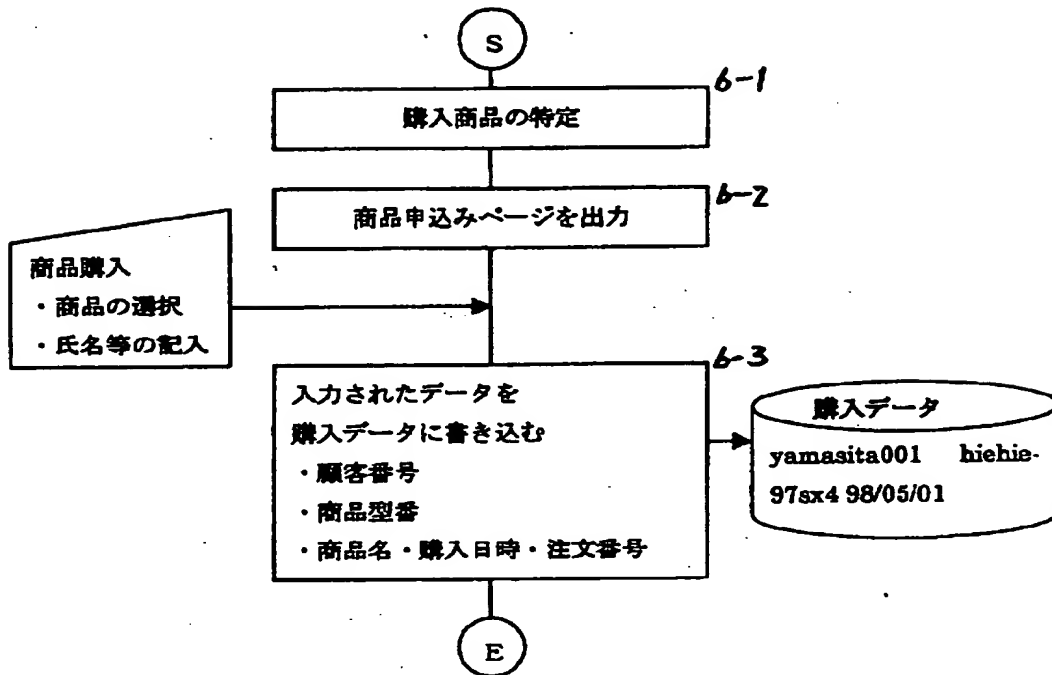 S
6-1
購入商品の特定
6-2
商品申込みページを出力
商品購入
・商品の選択
・氏名等の記入
6-3
入力されたデータを
購入データに書き込む
・顧客番号
・商品型番
・商品名・購入日時・注文番号
購入データ
yamasita001 hiehie-
97sx4 98/05/01
E